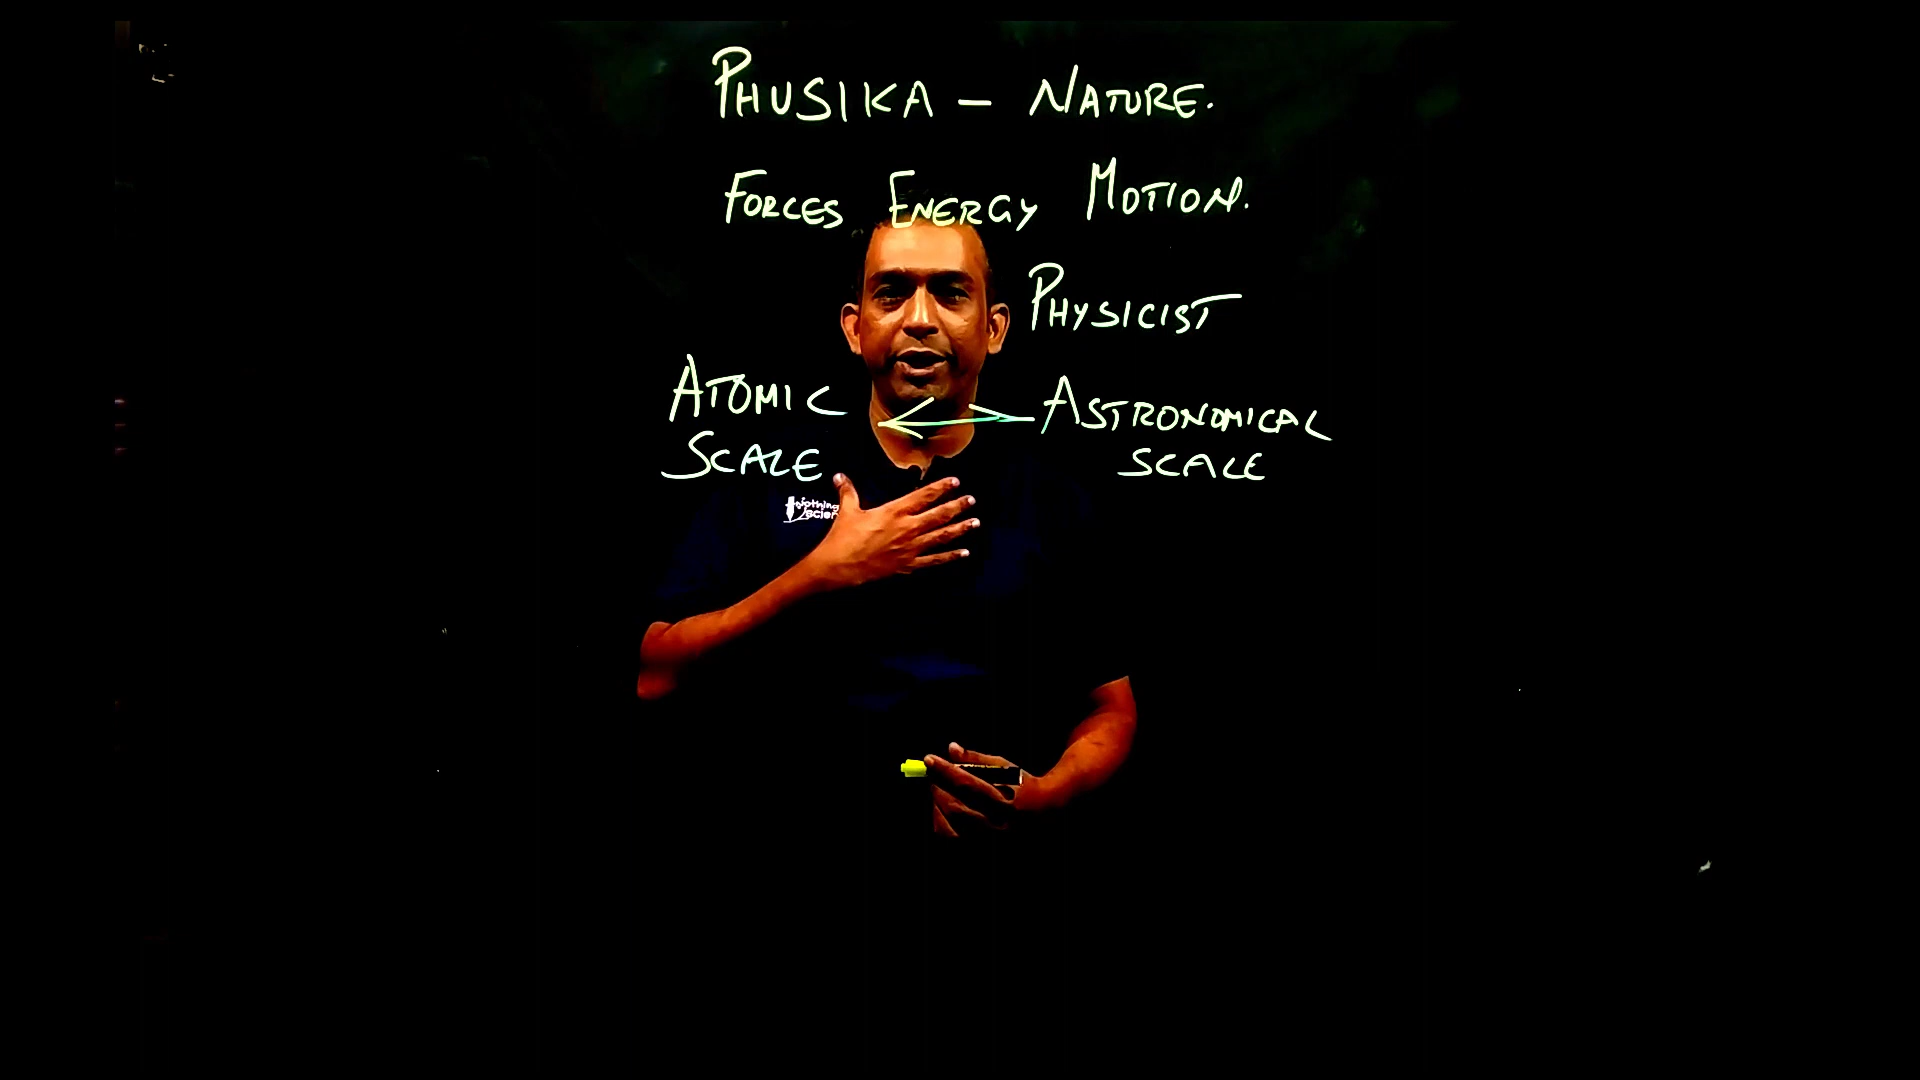 PHUSIKA – NATURE.
FORCES ENERGY MOTION.
PHYSICIST
ATOMIC SCALE
ASTRONOMICAL SCALE